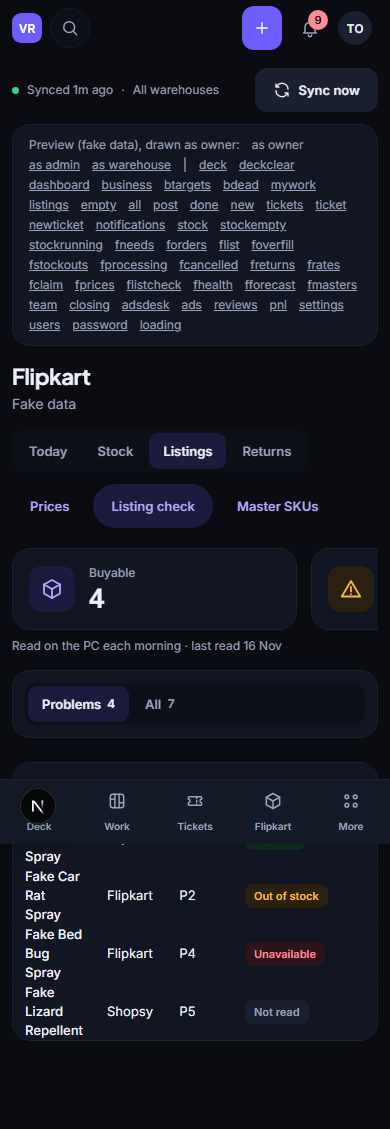 VR
9
TO
Synced 1m ago · All warehouses
Sync now
Preview (fake data), drawn as owner: as owner
as admin as warehouse | deck deckclear
dashboard business btargets bdead mywork
listings empty all post done new tickets ticket
newticket notifications stock stockempty
stockrunning fneeds forders flist foverfill
fstockouts fprocessing fcancelled freturns frates
fclaim fprices flistcheck fhealth fforecast fmasters
team closing adsdesk ads reviews pnl settings
users password loading
Flipkart
Fake data
Today Stock Listings Returns
Prices Listing check Master SKUs
Buyable
4
Read on the PC each morning · last read 16 Nov
Problems 4 All 7
N
Deck Work Tickets Flipkart More
Spray
Fake Car
Rat
Spray
Flipkart P2 Out of stock
Fake Bed
Bug
Spray
Flipkart P4 Unavailable
Fake
Lizard
Repellent
Shopsy P5 Not read